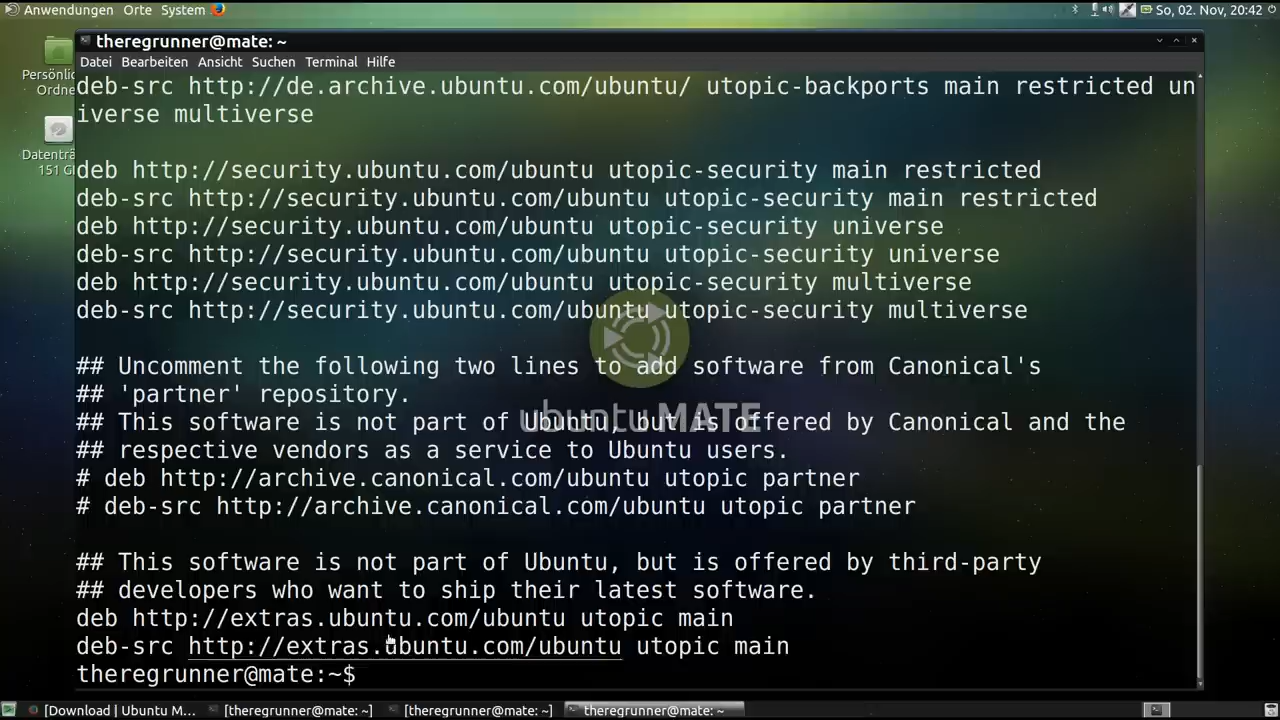 Anwendungen Orte System So, 02. Nov, 20:42
theregrunner@mate: ~
Datei Bearbeiten Ansicht Suchen Terminal Hilfe
Persönlic
Ordne
Datenträ
151 G
deb-src http://de.archive.ubuntu.com/ubuntu/ utopic-backports main restricted un
iverse multiverse
deb http://security.ubuntu.com/ubuntu utopic-security main restricted
deb-src http://security.ubuntu.com/ubuntu utopic-security main restricted
deb http://security.ubuntu.com/ubuntu utopic-security universe
deb-src http://security.ubuntu.com/ubuntu utopic-security universe
deb http://security.ubuntu.com/ubuntu utopic-security multiverse
deb-src http://security.ubuntu.com/ubuntu utopic-security multiverse
## Uncomment the following two lines to add software from Canonical's
## 'partner' repository.
ubuntu MATE
## This software is not part of Ubuntu, but is offered by Canonical and the
## respective vendors as a service to Ubuntu users.
# deb http://archive.canonical.com/ubuntu utopic partner
# deb-src http://archive.canonical.com/ubuntu utopic partner
## This software is not part of Ubuntu, but is offered by third-party
## developers who want to ship their latest software.
deb http://extras.ubuntu.com/ubuntu utopic main
deb-src http://extras.ubuntu.com/ubuntu utopic main
theregrunner@mate:~$
[Download | Ubuntu M... [theregrunner@mate: ~] [theregrunner@mate: ~] theregrunner@mate: ~